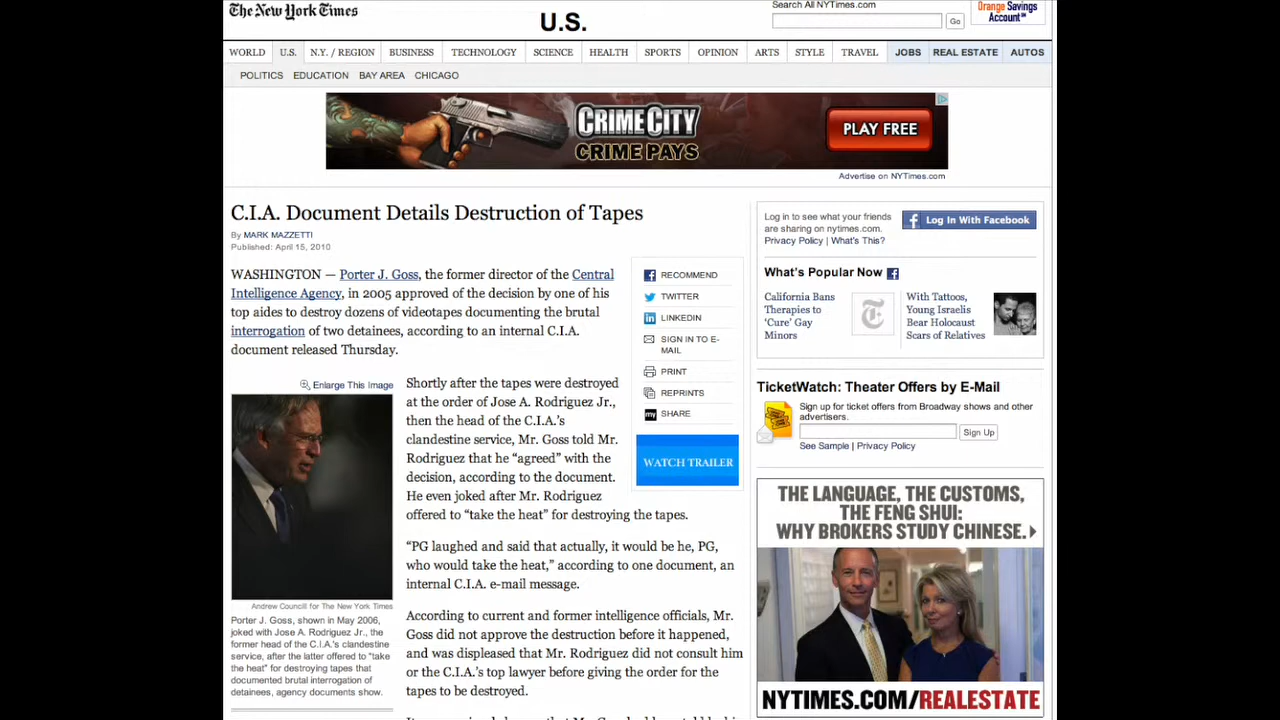 The New York Times
U.S.
Search All NYTimes.com
Go
Orange Savings
Account
WORLD U.S. N.Y. / REGION BUSINESS TECHNOLOGY SCIENCE HEALTH SPORTS OPINION ARTS STYLE TRAVEL JOBS REAL ESTATE AUTOS
POLITICS EDUCATION BAY AREA CHICAGO
CRIME CITY
CRIME PAYS
PLAY FREE
Advertise on NYTimes.com
C.I.A. Document Details Destruction of Tapes
By MARK MAZZETTI
Published: April 15, 2010
WASHINGTON — Porter J. Goss, the former director of the Central
Intelligence Agency, in 2005 approved of the decision by one of his
top aides to destroy dozens of videotapes documenting the brutal
interrogation of two detainees, according to an internal C.I.A.
document released Thursday.
Enlarge This Image
Andrew Councill for The New York Times
Porter J. Goss, shown in May 2006,
joked with Jose A. Rodriguez Jr., the
former head of the C.I.A.'s clandestine
service, after the latter offered to "take
the heat" for destroying tapes that
documented brutal interrogation of
detainees, agency documents show.
Shortly after the tapes were destroyed
at the order of Jose A. Rodriguez Jr.,
then the head of the C.I.A.'s
clandestine service, Mr. Goss told Mr.
Rodriguez that he “agreed” with the
decision, according to the document.
He even joked after Mr. Rodriguez
offered to “take the heat” for destroying the tapes.
“PG laughed and said that actually, it would be he, PG,
who would take the heat,” according to one document, an
internal C.I.A. e-mail message.
According to current and former intelligence officials, Mr.
Goss did not approve the destruction before it happened,
and was displeased that Mr. Rodriguez did not consult him
or the C.I.A.’s top lawyer before giving the order for the
tapes to be destroyed.
RECOMMEND
TWITTER
LINKEDIN
SIGN IN TO E-
MAIL
PRINT
REPRINTS
my SHARE
WATCH TRAILER
Log in to see what your friends
are sharing on nytimes.com.
Privacy Policy | What's This?
Log In With Facebook
What's Popular Now
California Bans
Therapies to
'Cure' Gay
Minors
With Tattoos,
Young Israelis
Bear Holocaust
Scars of Relatives
TicketWatch: Theater Offers by E-Mail
Sign up for ticket offers from Broadway shows and other
advertisers.
Sign Up
See Sample | Privacy Policy
THE LANGUAGE, THE CUSTOMS,
THE FENG SHUI:
WHY BROKERS STUDY CHINESE.
NYTIMES.COM/REALESTATE